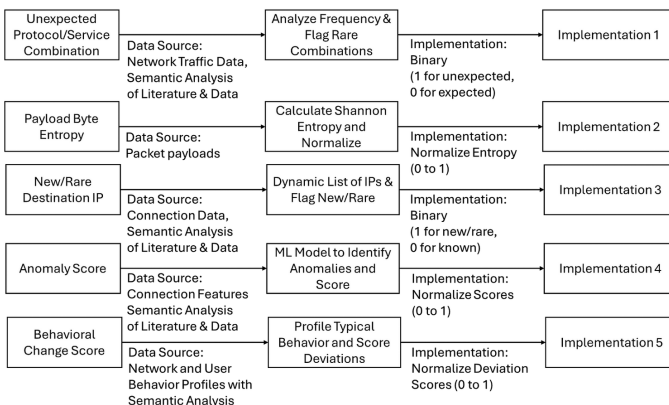 Unexpected
Protocol/Service
Combination
Data Source:
Network Traffic Data,
Semantic Analysis
of Literature & Data
Analyze Frequency &
Flag Rare
Combinations
Implementation:
Binary
(1 for unexpected,
0 for expected)
Implementation 1
Payload Byte
Entropy
Data Source:
Packet payloads
Calculate Shannon
Entropy and
Normalize
Implementation:
Normalize Entropy
(0 to 1)
Implementation 2
New/Rare
Destination IP
Data Source:
Connection Data,
Semantic Analysis
of Literature & Data
Dynamic List of IPs &
Flag New/Rare
Implementation:
Binary
(1 for new/rare,
0 for known)
Implementation 3
Anomaly Score
Data Source:
Connection Features
Semantic Analysis
of Literature & Data
ML Model to Identify
Anomalies and
Score
Implementation:
Normalize Scores
(0 to 1)
Implementation 4
Behavioral
Change Score
Data Source:
Network and User
Behavior Profiles with
Semantic Analysis
Profile Typical
Behavior and Score
Deviations
Implementation:
Normalize Deviation
Scores (0 to 1)
Implementation 5